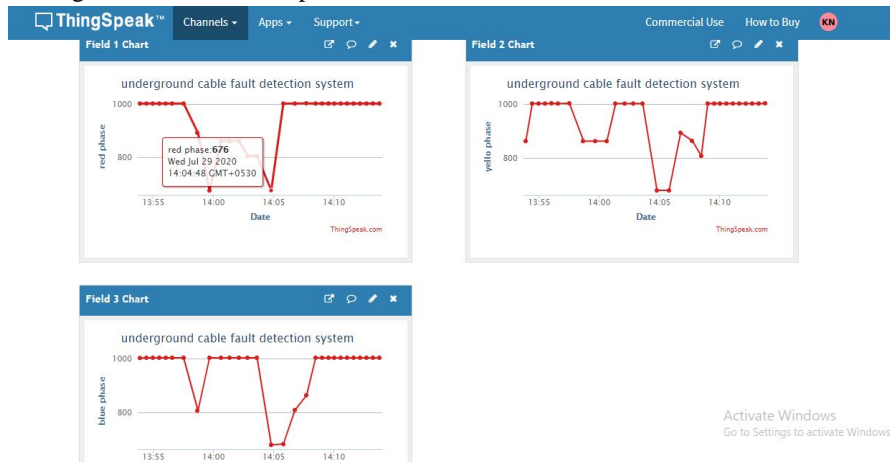 ThingSpeak™ Channels Apps Support Commercial Use How to Buy KN
Field 1 Chart
underground cable fault detection system
1000
800
red phase
red phase:676
Wed Jul 29 2020
14:04:48 GMT+0530
13:55 14:00 14:05 14:10
Date
ThingSpeak.com
Field 2 Chart
underground cable fault detection system
1000
800
yello phase
13:55 14:00 14:05 14:10
Date
ThingSpeak.com
Field 3 Chart
underground cable fault detection system
1000
800
blue phase
13:55 14:00 14:05 14:10
Activate Windows
Go to Settings to activate Windows